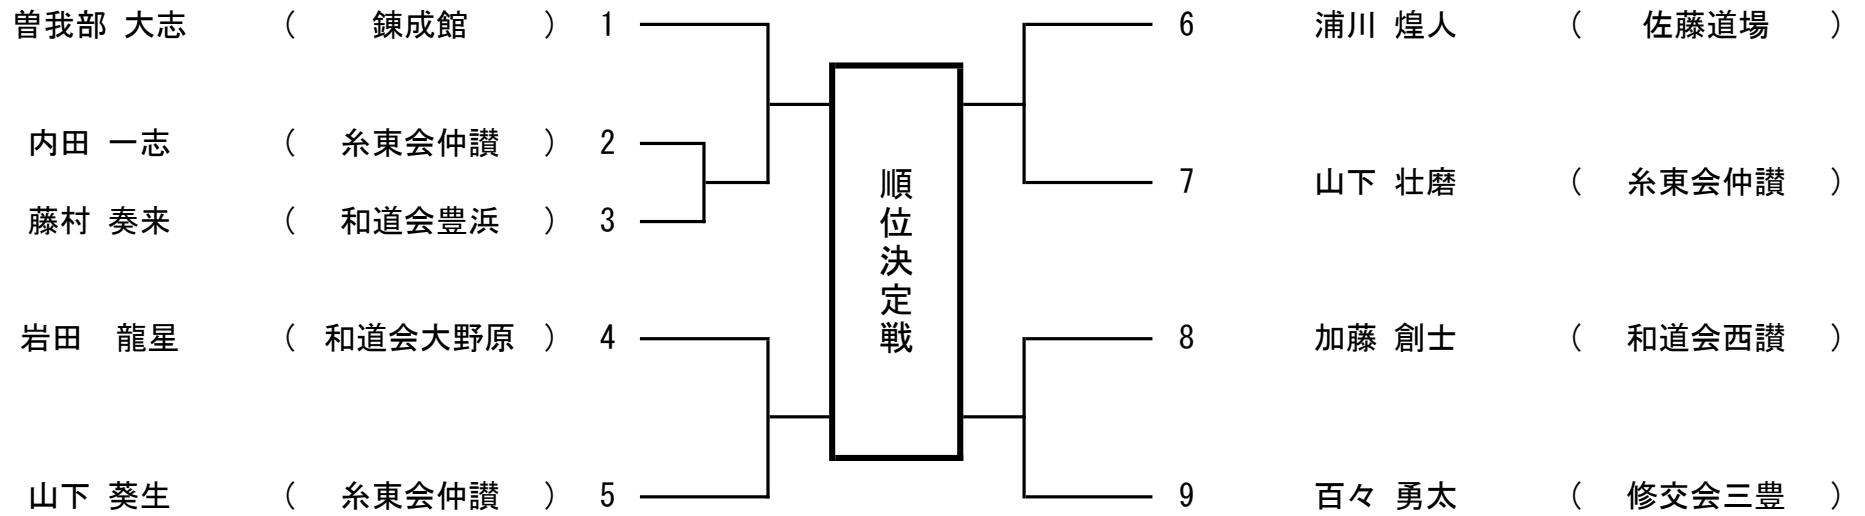 曽我部 大志 ( 錬成館 ) 1
内田 一志 ( 糸東会仲讃 ) 2
藤村 奏来 ( 和道会豊浜 ) 3
岩田 龍星 ( 和道会大野原 ) 4
山下 葵生 ( 糸東会仲讃 ) 5
順位決定戦
6 浦川 煌人 ( 佐藤道場 )
7 山下 壮磨 ( 糸東会仲讃 )
8 加藤 創士 ( 和道会西讃 )
9 百々 勇太 ( 修交会三豊 )